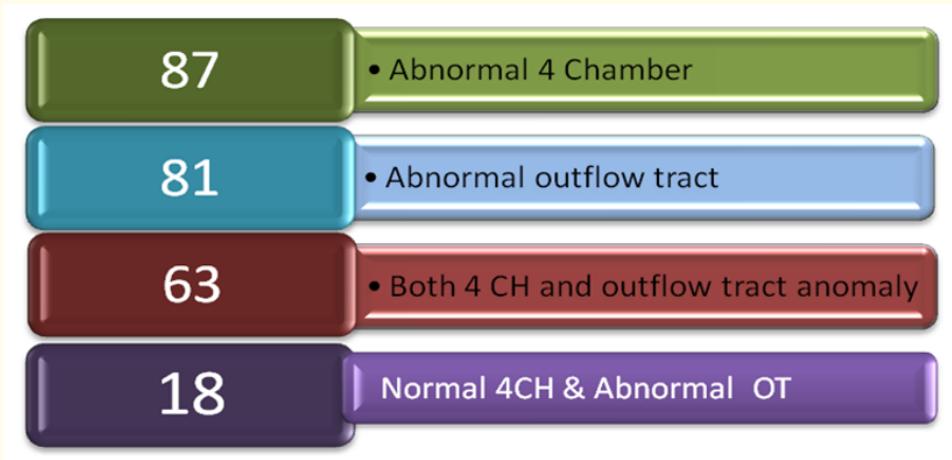 87
• Abnormal 4 Chamber
81
• Abnormal outflow tract
63
• Both 4 CH and outflow tract anomaly
18
Normal 4CH & Abnormal OT